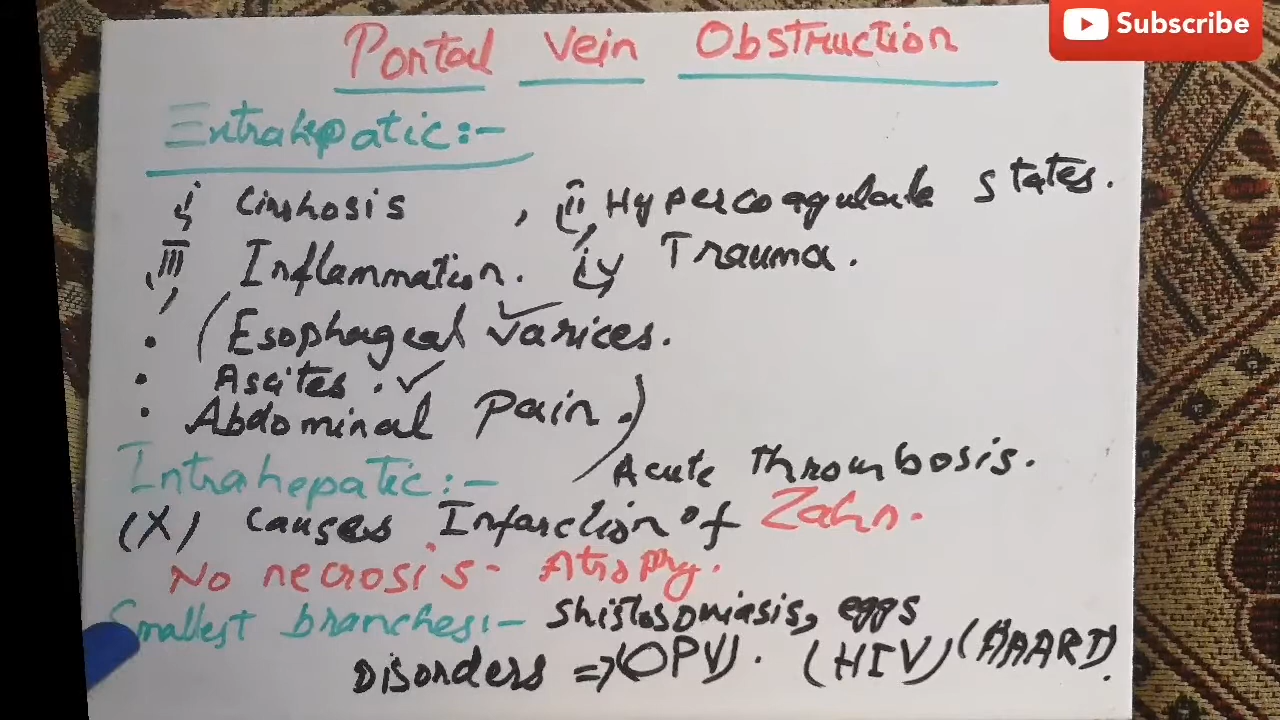 Subscribe
Portal Vein Obstruction
Extrahepatic:-
i, Cirrhosis , ii, Hypercoagulable states.
iii, Inflammation. iv, Trauma.
• (Esophageal Varices. ✓
• Ascites. ✓
• Abdominal Pain.)
Intrahepatic:- Acute Thrombosis.
(X) causes Infarction of Zahn.
No necrosis - Atrophy.
Smallest branches:- Shistosomiasis, eggs
Disorders => (OPV). (HIV) (HAART).